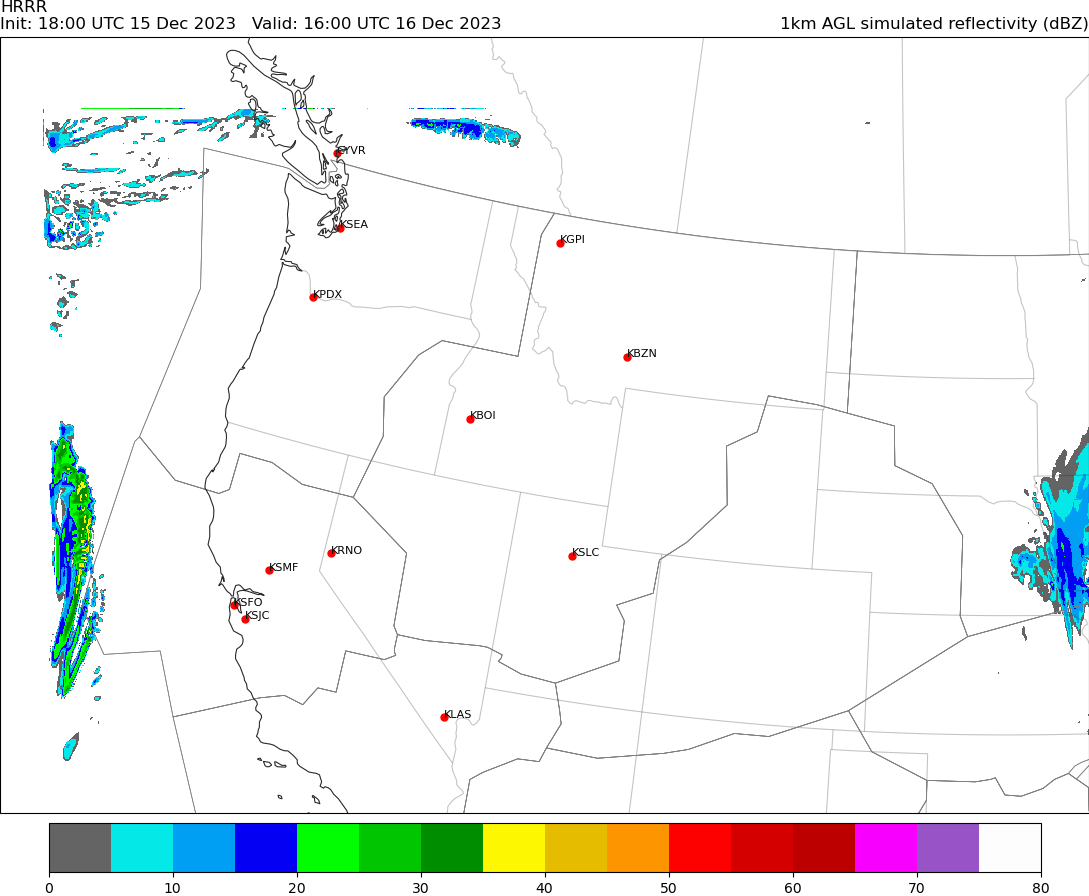 HRRR
Init: 18:00 UTC 15 Dec 2023   Valid: 16:00 UTC 16 Dec 2023   1km AGL simulated reflectivity (dBZ)
CYVR
KSEA
KGPI
KPDX
KBZN
KBOI
KRNO
KSLC
KSMF
KSFO
KSJC
KLAS
0 10 20 30 40 50 60 70 80